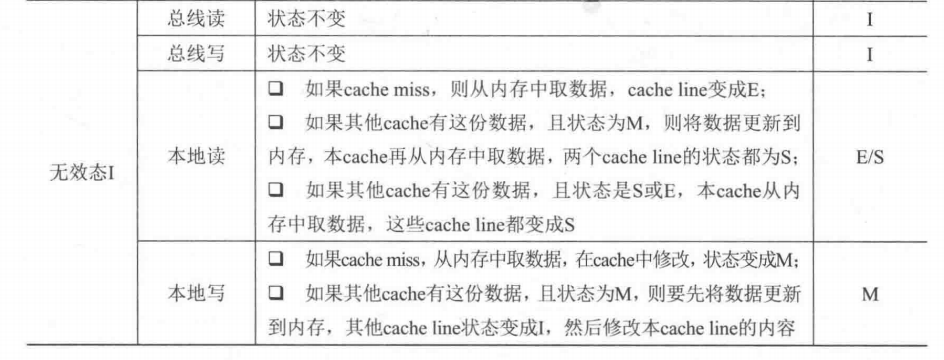 总线读 状态不变 I
总线写 状态不变 I
❑ 如果cache miss，则从内存中取数据，cache line变成E；
❑ 如果其他cache有这份数据，且状态为M，则将数据更新到
无效态I 本地读 内存，本cache再从内存中取数据，两个cache line的状态都为S； E/S
❑ 如果其他cache有这份数据，且状态是S或E，本cache从内
存中取数据，这些cache line都变成S
❑ 如果cache miss，从内存中取数据，在cache中修改，状态变成M；
本地写 ❑ 如果其他cache有这份数据，且状态为M，则要先将数据更新 M
到内存，其他cache line状态变成I，然后修改本cache line的内容